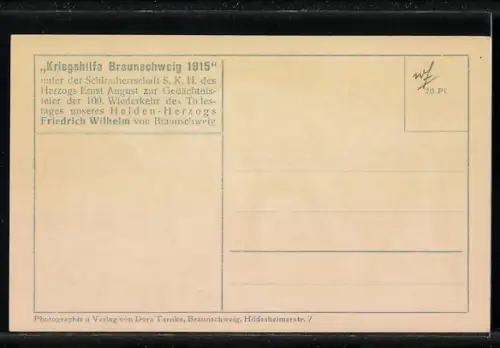 „Kriegshilfe Braunschweig 1915“
unter der Schirmherrschaft S. K. H. des
Herzogs Ernst August zur Gedächtnis-
feier der 100. Wiederkehr des Todes-
tages unseres Helden-Herzogs
Friedrich Wilhelm von Braunschweig
20 Pf.
Photographie u Verlag von Dora Tarnke, Braunschweig, Hildesheimerstr. 7